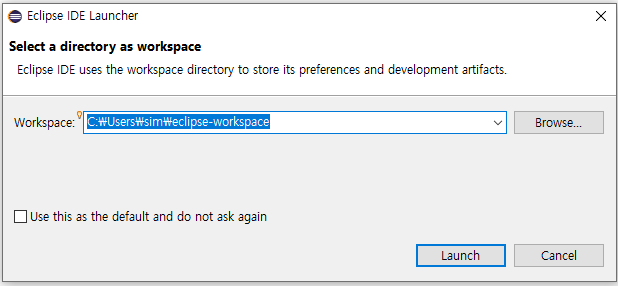 Eclipse IDE Launcher
Select a directory as workspace
Eclipse IDE uses the workspace directory to store its preferences and development artifacts.
Workspace: C:₩Users₩sim₩eclipse-workspace Browse...
Use this as the default and do not ask again
Launch Cancel